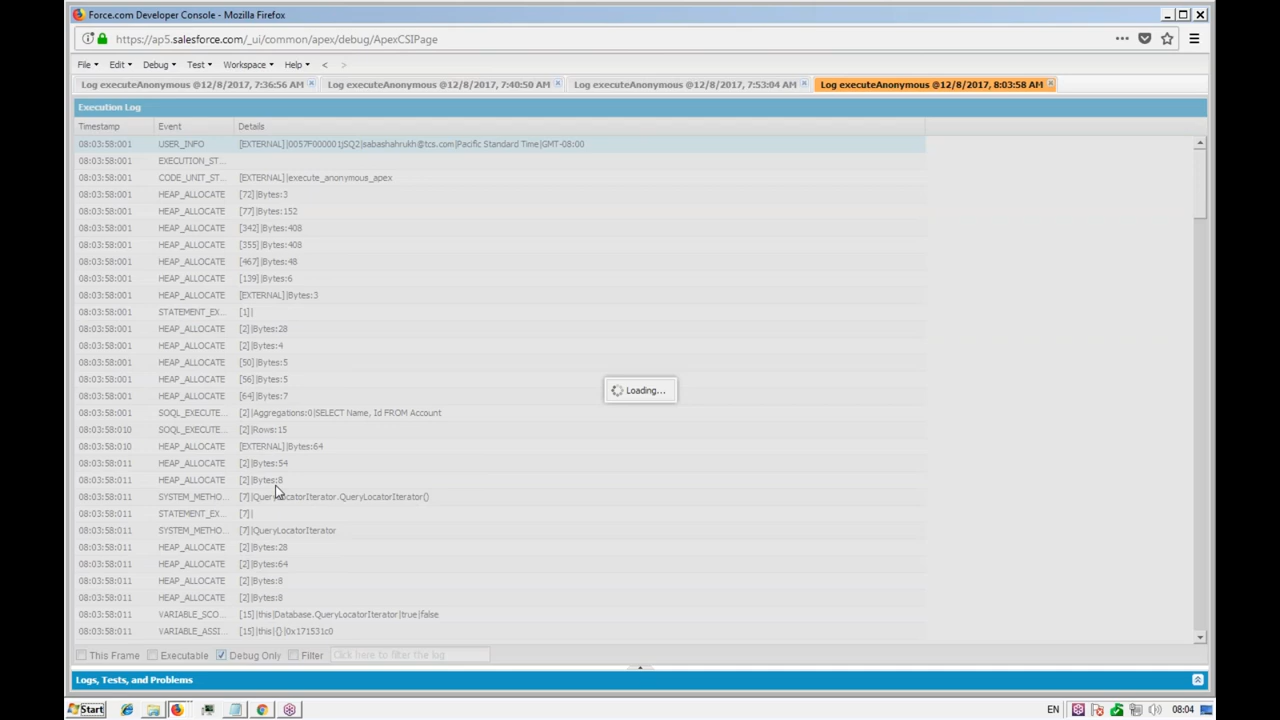 Force.com Developer Console - Mozilla Firefox
https://ap5.salesforce.com/_ui/common/apex/debug/ApexCSIPage
File Edit Debug Test Workspace Help < >
Log executeAnonymous @12/8/2017, 7:36:56 AM Log executeAnonymous @12/8/2017, 7:40:50 AM Log executeAnonymous @12/8/2017, 7:53:04 AM Log executeAnonymous @12/8/2017, 8:03:58 AM
Execution Log
Timestamp Event Details
08:03:58:001 USER_INFO [EXTERNAL]|0057F000001jSQ2|sabashahrukh@tcs.com|Pacific Standard Time|GMT-08:00
08:03:58:001 EXECUTION_ST...
08:03:58:001 CODE_UNIT_ST... [EXTERNAL]|execute_anonymous_apex
08:03:58:001 HEAP_ALLOCATE [72]|Bytes:3
08:03:58:001 HEAP_ALLOCATE [77]|Bytes:152
08:03:58:001 HEAP_ALLOCATE [342]|Bytes:408
08:03:58:001 HEAP_ALLOCATE [355]|Bytes:408
08:03:58:001 HEAP_ALLOCATE [467]|Bytes:48
08:03:58:001 HEAP_ALLOCATE [139]|Bytes:6
08:03:58:001 HEAP_ALLOCATE [EXTERNAL]|Bytes:3
08:03:58:001 STATEMENT_EX... [1]|
08:03:58:001 HEAP_ALLOCATE [2]|Bytes:28
08:03:58:001 HEAP_ALLOCATE [2]|Bytes:4
08:03:58:001 HEAP_ALLOCATE [50]|Bytes:5
08:03:58:001 HEAP_ALLOCATE [56]|Bytes:5
08:03:58:001 HEAP_ALLOCATE [64]|Bytes:7
Loading...
08:03:58:001 SOQL_EXECUTE... [2]|Aggregations:0|SELECT Name, Id FROM Account
08:03:58:010 SOQL_EXECUTE... [2]|Rows:15
08:03:58:010 HEAP_ALLOCATE [EXTERNAL]|Bytes:64
08:03:58:011 HEAP_ALLOCATE [2]|Bytes:54
08:03:58:011 HEAP_ALLOCATE [2]|Bytes:8
08:03:58:011 SYSTEM_METHO... [7]|QueryLocatorIterator.QueryLocatorIterator()
08:03:58:011 STATEMENT_EX... [7]|
08:03:58:011 SYSTEM_METHO... [7]|QueryLocatorIterator
08:03:58:011 HEAP_ALLOCATE [2]|Bytes:28
08:03:58:011 HEAP_ALLOCATE [2]|Bytes:64
08:03:58:011 HEAP_ALLOCATE [2]|Bytes:8
08:03:58:011 HEAP_ALLOCATE [2]|Bytes:8
08:03:58:011 VARIABLE_SCO... [15]|this|Database.QueryLocatorIterator|true|false
08:03:58:011 VARIABLE_ASSI... [15]|this|{}|0x171531c0
This Frame Executable Debug Only Filter Click here to filter the log
Logs, Tests, and Problems
Start EN 08:04